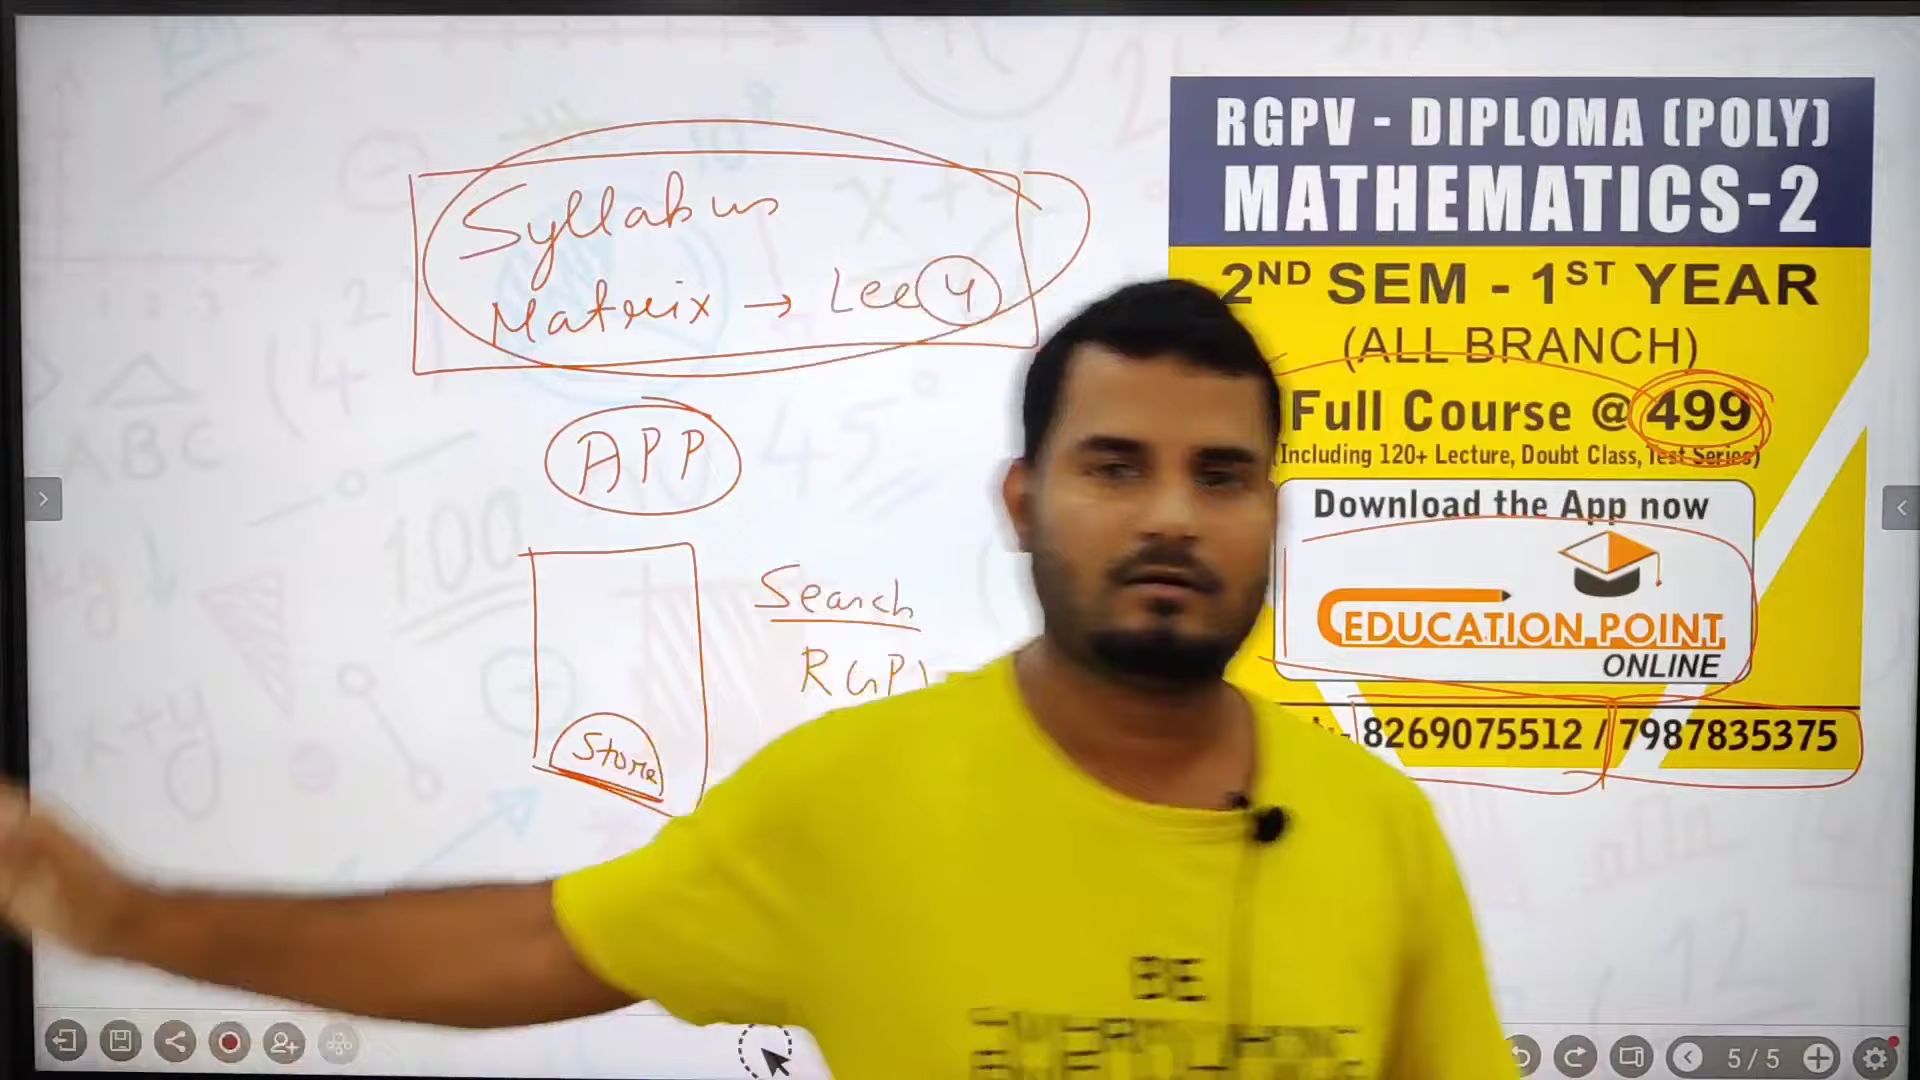 Syllabus
Matrix → Lec 4
APP
Search
RGP
Store
RGPV - DIPLOMA (POLY)
MATHEMATICS-2
2ND SEM - 1ST YEAR
(ALL BRANCH)
Full Course @ 499
(Including 120+ Lecture, Doubt Class, Test Series)
Download the App now
EDUCATION POINT
ONLINE
8269075512 / 7987835375
BE
5/5